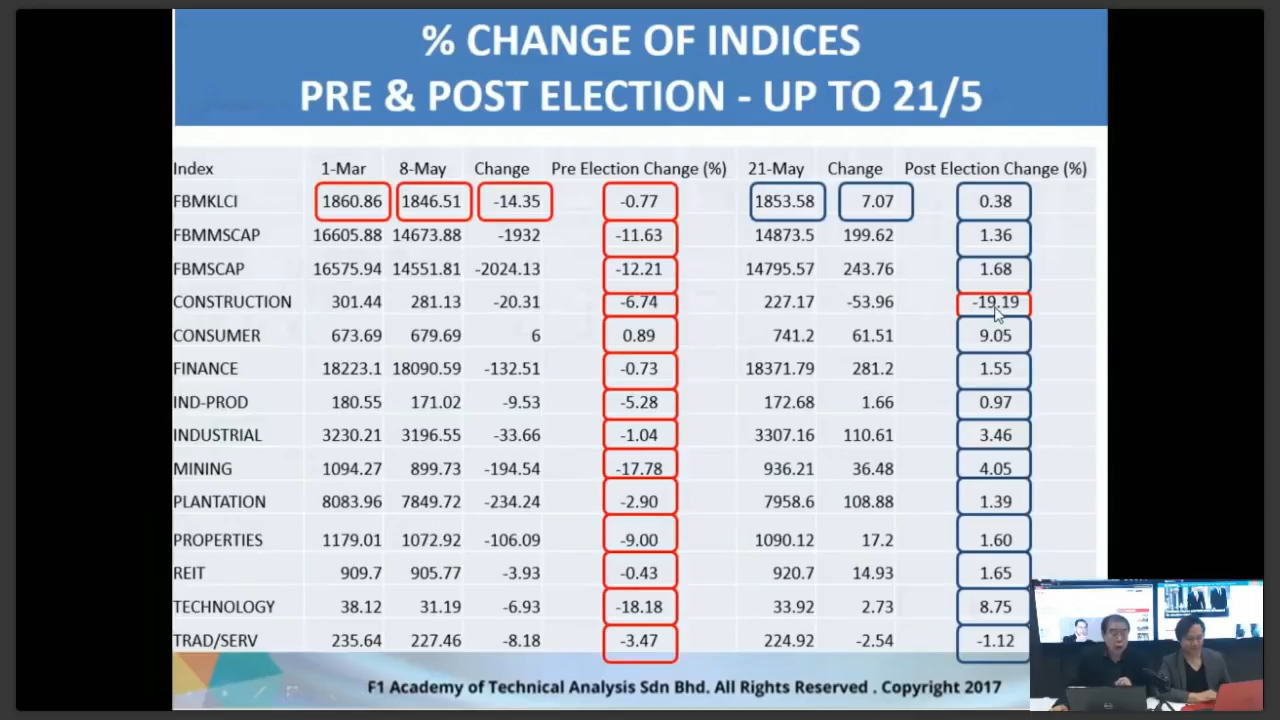 % CHANGE OF INDICES
PRE & POST ELECTION - UP TO 21/5
Index 1-Mar 8-May Change Pre Election Change (%) 21-May Change Post Election Change (%)
FBMKLCI 1860.86 1846.51 -14.35 -0.77 1853.58 7.07 0.38
FBMMSCAP 16605.88 14673.88 -1932 -11.63 14873.5 199.62 1.36
FBMSCAP 16575.94 14551.81 -2024.13 -12.21 14795.57 243.76 1.68
CONSTRUCTION 301.44 281.13 -20.31 -6.74 227.17 -53.96 -19.19
CONSUMER 673.69 679.69 6 0.89 741.2 61.51 9.05
FINANCE 18223.1 18090.59 -132.51 -0.73 18371.79 281.2 1.55
IND-PROD 180.55 171.02 -9.53 -5.28 172.68 1.66 0.97
INDUSTRIAL 3230.21 3196.55 -33.66 -1.04 3307.16 110.61 3.46
MINING 1094.27 899.73 -194.54 -17.78 936.21 36.48 4.05
PLANTATION 8083.96 7849.72 -234.24 -2.90 7958.6 108.88 1.39
PROPERTIES 1179.01 1072.92 -106.09 -9.00 1090.12 17.2 1.60
REIT 909.7 905.77 -3.93 -0.43 920.7 14.93 1.65
TECHNOLOGY 38.12 31.19 -6.93 -18.18 33.92 2.73 8.75
TRAD/SERV 235.64 227.46 -8.18 -3.47 224.92 -2.54 -1.12
F1 Academy of Technical Analysis Sdn Bhd. All Rights Reserved . Copyright 2017